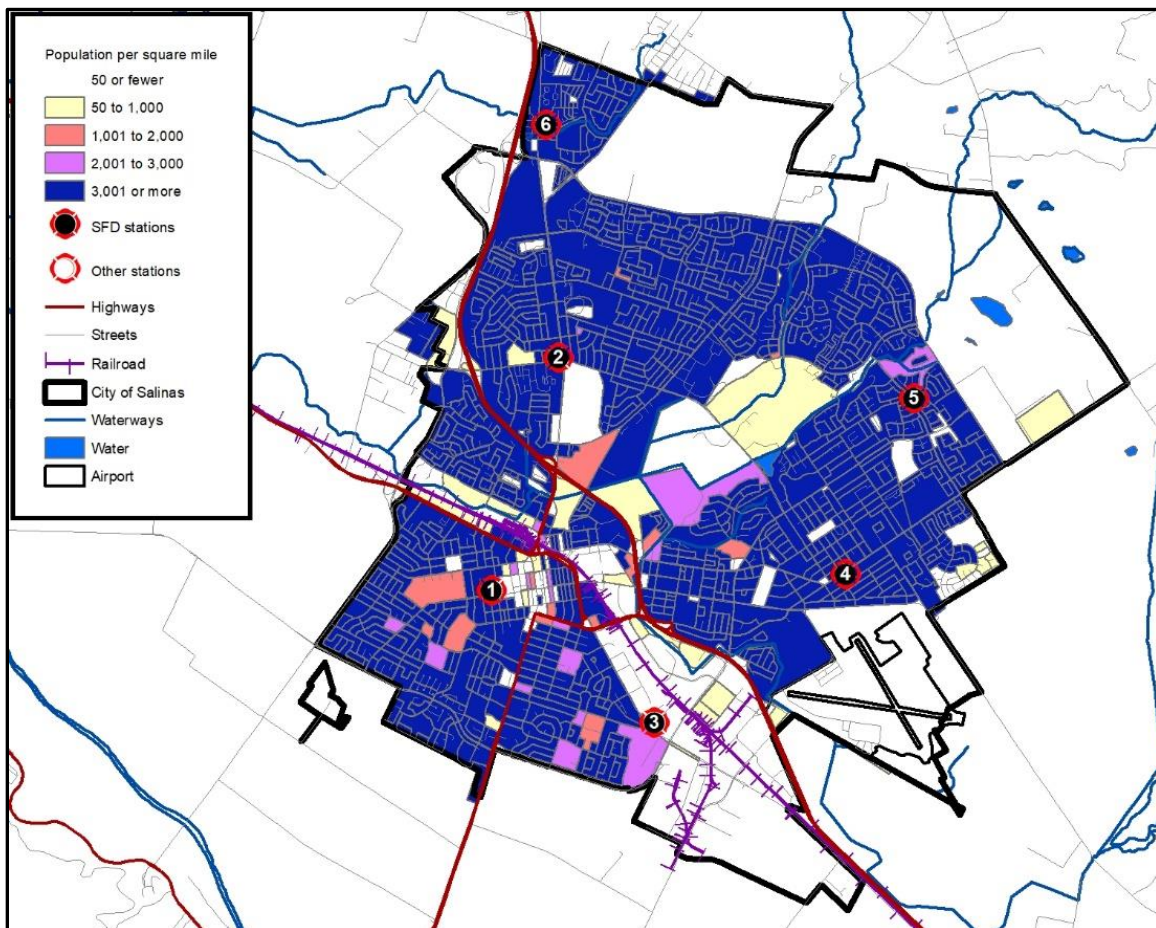 Population per square mile
50 or fewer
50 to 1,000
1,001 to 2,000
2,001 to 3,000
3,001 or more
SFD stations
Other stations
Highways
Streets
Railroad
City of Salinas
Waterways
Water
Airport
6
2
5
4
1
3